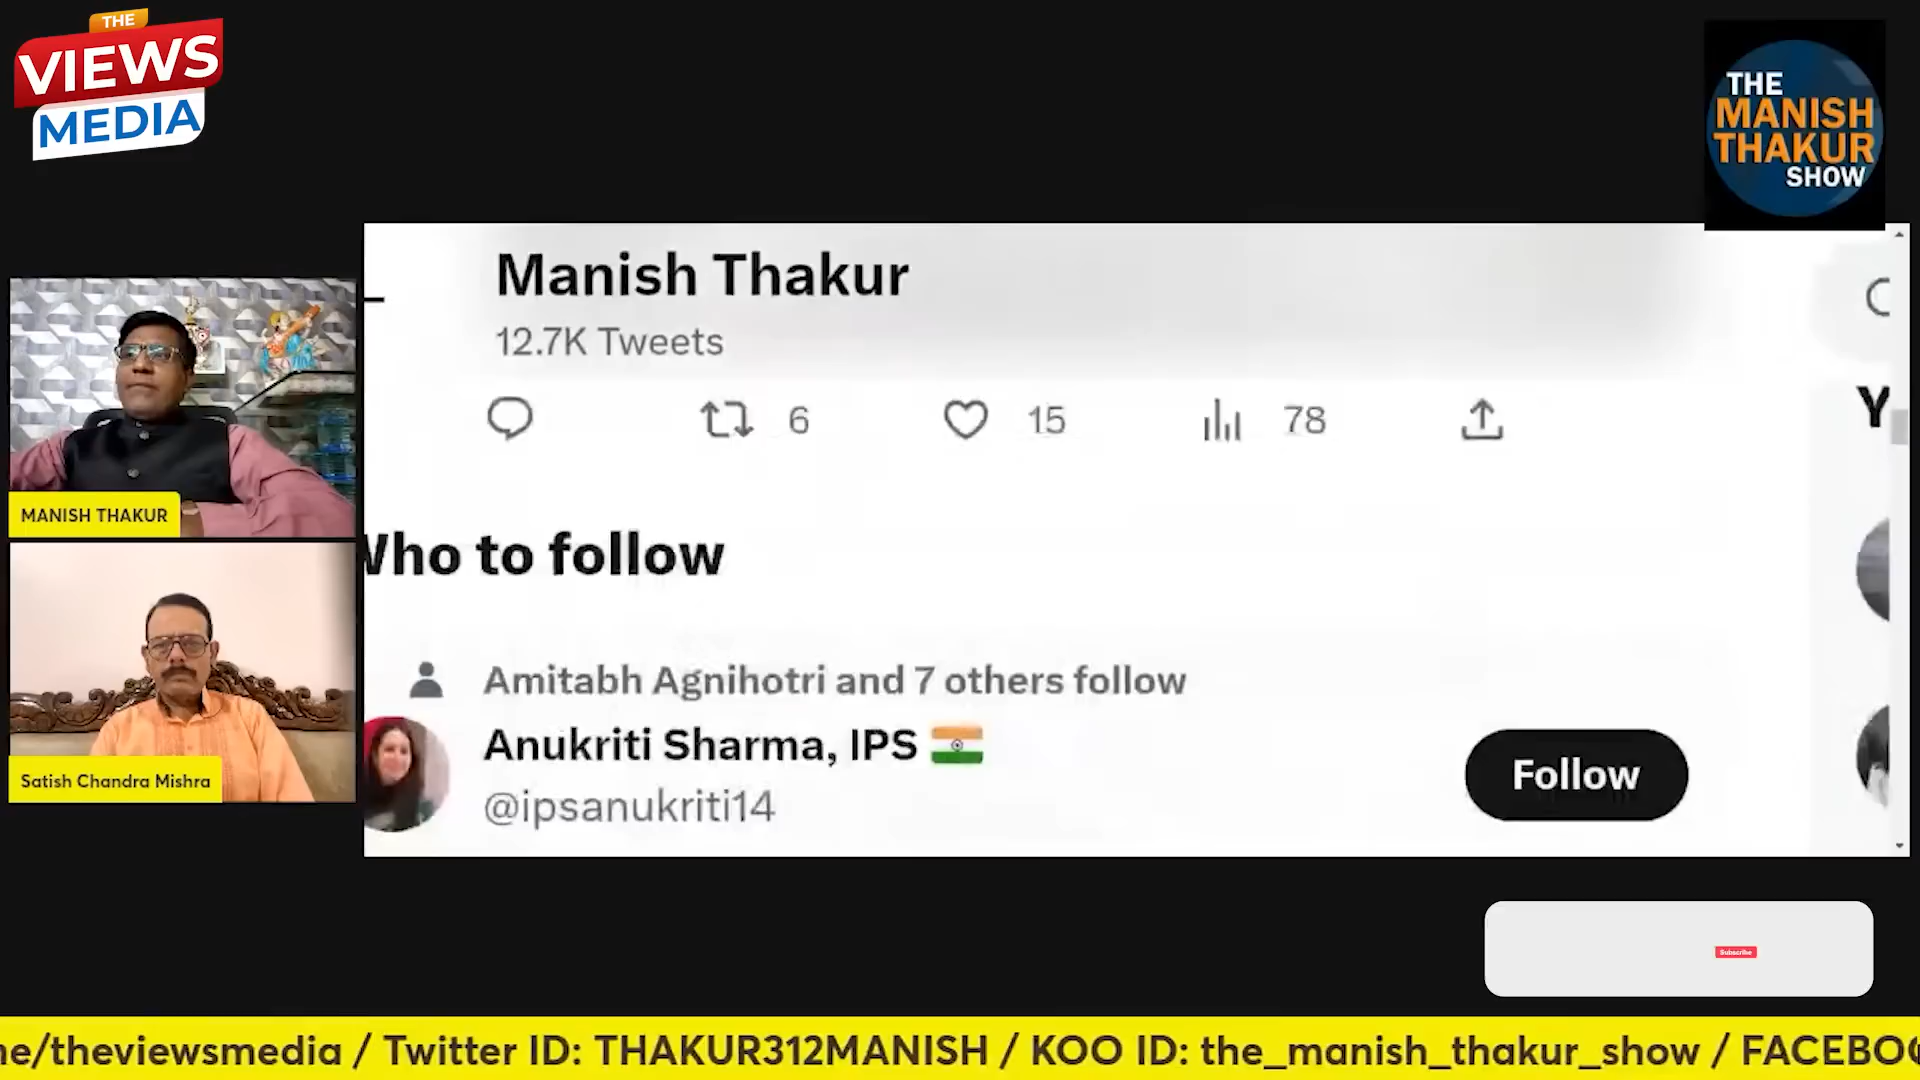 THE
VIEWS
MEDIA
THE
MANISH
THAKUR
SHOW
Manish Thakur
12.7K Tweets
6 15 78
Who to follow
Amitabh Agnihotri and 7 others follow
Anukriti Sharma, IPS
@ipsanukriti14
Follow
MANISH THAKUR
Satish Chandra Mishra
Subscribe
/theviewsmedia / Twitter ID: THAKUR312MANISH / KOO ID: the_manish_thakur_show /